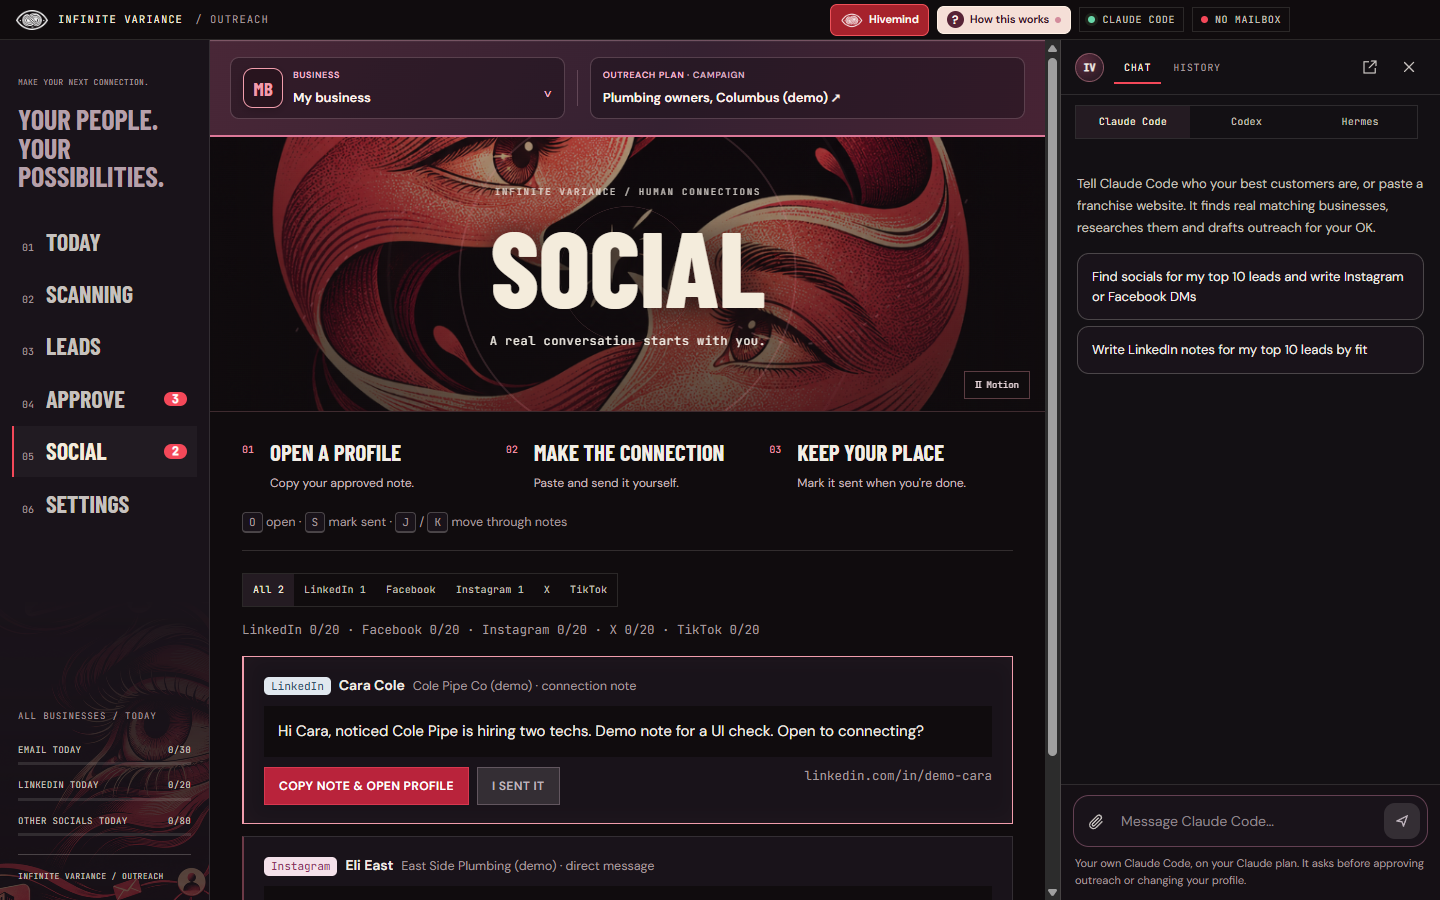 INFINITE VARIANCE / OUTREACH
Hivemind
? How this works
CLAUDE CODE
NO MAILBOX
MAKE YOUR NEXT CONNECTION.
YOUR PEOPLE.
YOUR
POSSIBILITIES.
01 TODAY
02 SCANNING
03 LEADS
04 APPROVE 3
05 SOCIAL 2
06 SETTINGS
ALL BUSINESSES / TODAY
EMAIL TODAY 0/30
LINKEDIN TODAY 0/20
OTHER SOCIALS TODAY 0/80
INFINITE VARIANCE / OUTREACH
MB
BUSINESS
My business
OUTREACH PLAN · CAMPAIGN
Plumbing owners, Columbus (demo) ↗
INFINITE VARIANCE / HUMAN CONNECTIONS
SOCIAL
A real conversation starts with you.
Motion
01 OPEN A PROFILE
Copy your approved note.
02 MAKE THE CONNECTION
Paste and send it yourself.
03 KEEP YOUR PLACE
Mark it sent when you're done.
O open · S mark sent · J / K move through notes
All 2 LinkedIn 1 Facebook Instagram 1 X TikTok
LinkedIn 0/20 · Facebook 0/20 · Instagram 0/20 · X 0/20 · TikTok 0/20
LinkedIn Cara Cole Cole Pipe Co (demo) · connection note
Hi Cara, noticed Cole Pipe is hiring two techs. Demo note for a UI check. Open to connecting?
COPY NOTE & OPEN PROFILE I SENT IT linkedin.com/in/demo-cara
Instagram Eli East East Side Plumbing (demo) · direct message
IV CHAT HISTORY
Claude Code Codex Hermes
Tell Claude Code who your best customers are, or paste a
franchise website. It finds real matching businesses,
researches them and drafts outreach for your OK.
Find socials for my top 10 leads and write Instagram
or Facebook DMs
Write LinkedIn notes for my top 10 leads by fit
Message Claude Code...
Your own Claude Code, on your Claude plan. It asks before approving
outreach or changing your profile.